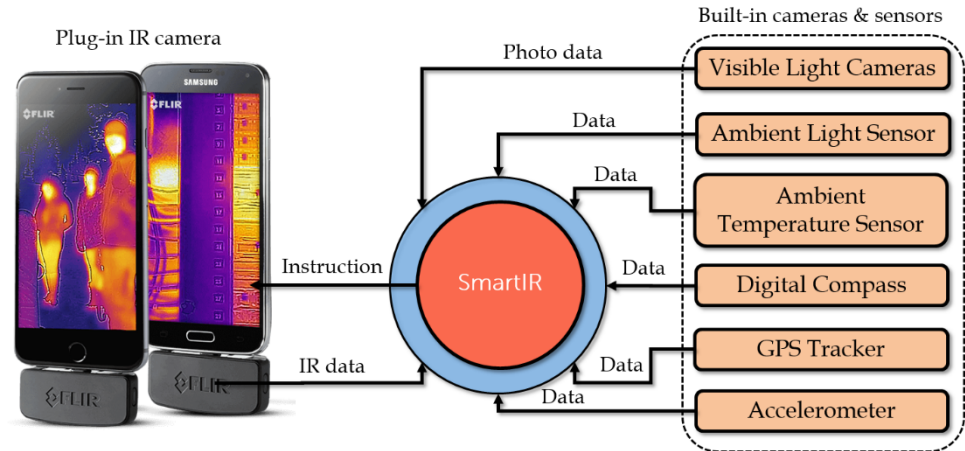 Built-in cameras & sensors
Plug-in IR camera
Photo data
Visible Light Cameras
SAMSUNG
FLIR
FLIR
Data
Ambient Light Sensor
Data
Ambient
Temperature Sensor
Instruction
SmartIR
Data
Digital Compass
IR data
Data
GPS Tracker
FLIR
FLIR
Data
Accelerometer